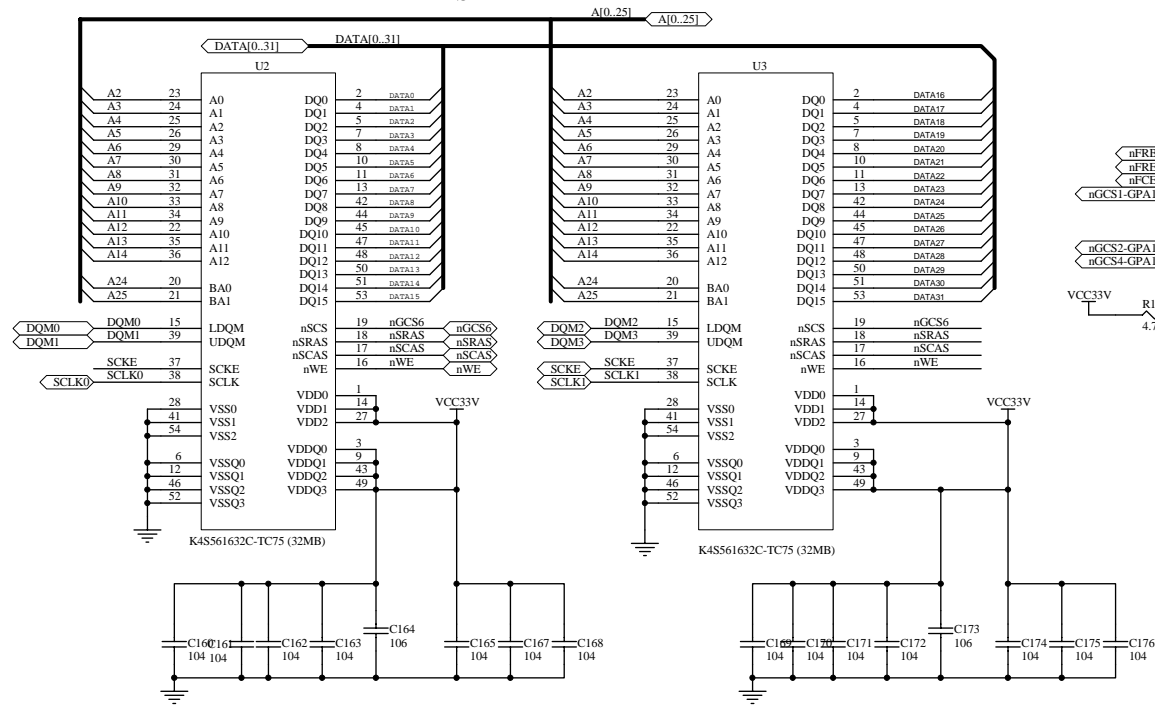 A[0..25] A[0..25]
DATA[0..31] DATA[0..31]
U2 U3
A2 23 A0 DQ0 2 DATA0 A2 23 A0 DQ0 2 DATA16
A3 24 A1 DQ1 4 DATA1 A3 24 A1 DQ1 4 DATA17
A4 25 A2 DQ2 5 DATA2 A4 25 A2 DQ2 5 DATA18
A5 26 A3 DQ3 7 DATA3 A5 26 A3 DQ3 7 DATA19
A6 29 A4 DQ4 8 DATA4 A6 29 A4 DQ4 8 DATA20
A7 30 A5 DQ5 10 DATA5 A7 30 A5 DQ5 10 DATA21
A8 31 A6 DQ6 11 DATA6 A8 31 A6 DQ6 11 DATA22
A9 32 A7 DQ7 13 DATA7 A9 32 A7 DQ7 13 DATA23
A10 33 A8 DQ8 42 DATA8 A10 33 A8 DQ8 42 DATA24
A11 34 A9 DQ9 44 DATA9 A11 34 A9 DQ9 44 DATA25
A12 22 A10 DQ10 45 DATA10 A12 22 A10 DQ10 45 DATA26
A13 35 A11 DQ11 47 DATA11 A13 35 A11 DQ11 47 DATA27
A14 36 A12 DQ12 48 DATA12 A14 36 A12 DQ12 48 DATA28
DQ13 50 DATA13 DQ13 50 DATA29
A24 20 BA0 DQ14 51 DATA14 A24 20 BA0 DQ14 51 DATA30
A25 21 BA1 DQ15 53 DATA15 A25 21 BA1 DQ15 53 DATA31
DQM0 DQM0 15 LDQM nSCS 19 nGCS6 nGCS6 DQM2 DQM2 15 LDQM nSCS 19 nGCS6
DQM1 DQM1 39 UDQM nSRAS 18 nSRAS nSRAS DQM3 DQM3 39 UDQM nSRAS 18 nSRAS
nSCAS 17 nSCAS nSCAS nSCAS 17 nSCAS
SCKE 37 SCKE nWE 16 nWE nWE SCKE SCKE 37 SCKE nWE 16 nWE
SCLK0 SCLK0 38 SCLK SCLK1 SCLK1 38 SCLK
VDD0 1 VDD0 1
28 VSS0 VDD1 14 VCC33V 28 VSS0 VDD1 14 VCC33V
41 VSS1 VDD2 27 41 VSS1 VDD2 27
54 VSS2 54 VSS2
VDDQ0 3 VDDQ0 3
6 VSSQ0 VDDQ1 9 6 VSSQ0 VDDQ1 9
12 VSSQ1 VDDQ2 43 12 VSSQ1 VDDQ2 43
46 VSSQ2 VDDQ3 49 46 VSSQ2 VDDQ3 49
52 VSSQ3 52 VSSQ3
K4S561632C-TC75 (32MB) K4S561632C-TC75 (32MB)
C160 C161 C162 C163 C164 C165 C167 C168 C169 C170 C171 C172 C173 C174 C175 C176
104 104 104 104 106 104 104 104 104 104 104 104 106 104 104 104
nFRE
nFRE
nFCE
nGCS1-GPA1
nGCS2-GPA1
nGCS4-GPA1
VCC33V R1
4.7